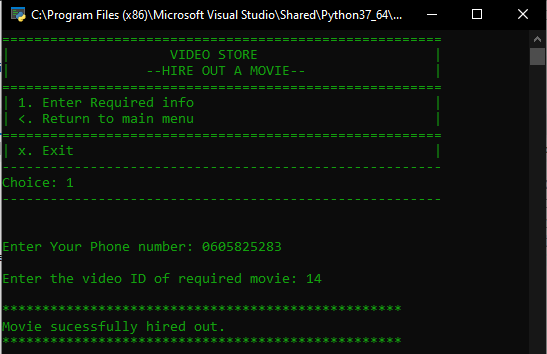 C:\Program Files (x86)\Microsoft Visual Studio\Shared\Python37_64\...
=======================================================
| VIDEO STORE |
| --HIRE OUT A MOVIE-- |
=======================================================
| 1. Enter Required info |
| <. Return to main menu |
=======================================================
| x. Exit |
-------------------------------------------------------
Choice: 1
-------------------------------------------------------
Enter Your Phone number: 0605825283
Enter the video ID of required movie: 14
**************************************************
Movie sucessfully hired out.
**************************************************